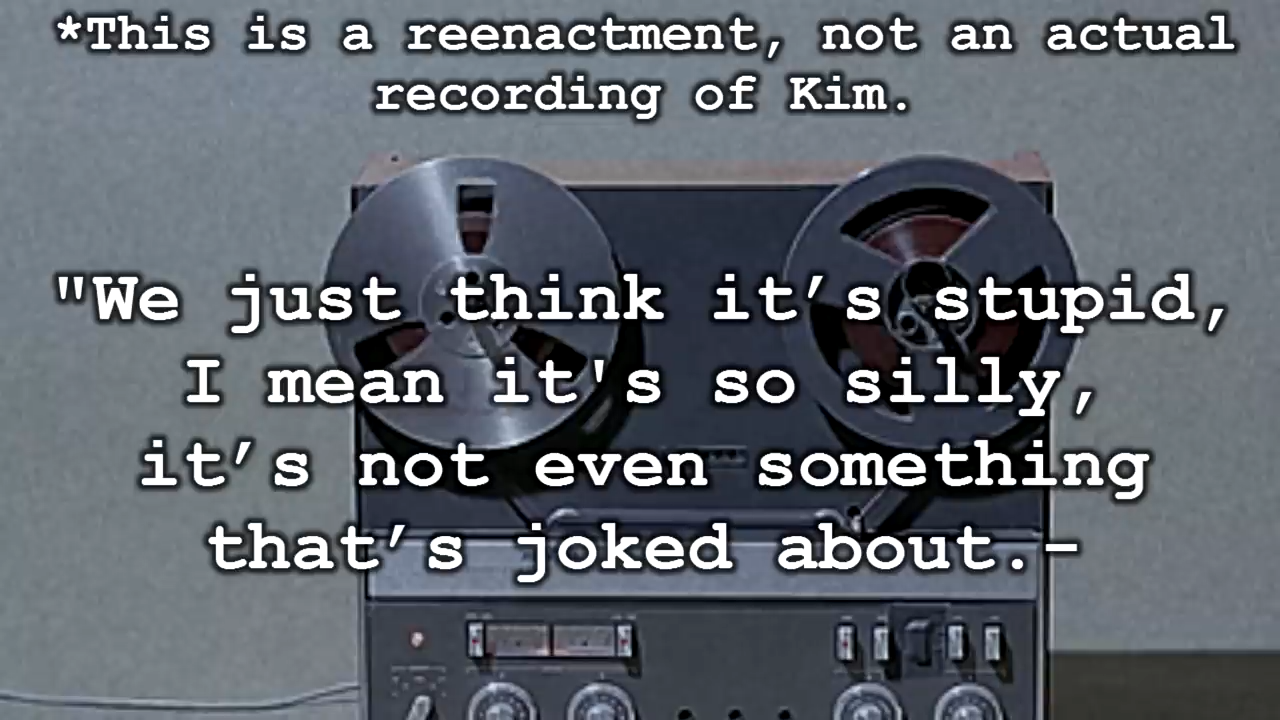 *This is a reenactment, not an actual
recording of Kim.
"We just think it’s stupid,
I mean it's so silly,
it’s not even something
that’s joked about.-